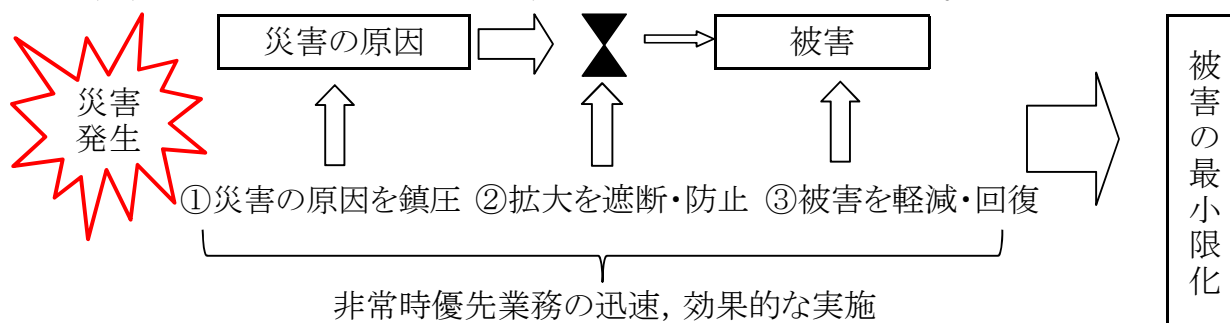 災害
発生
災害の原因
被害
①災害の原因を鎮圧 ②拡大を遮断・防止 ③被害を軽減・回復
非常時優先業務の迅速, 効果的な実施
被害の最小限化